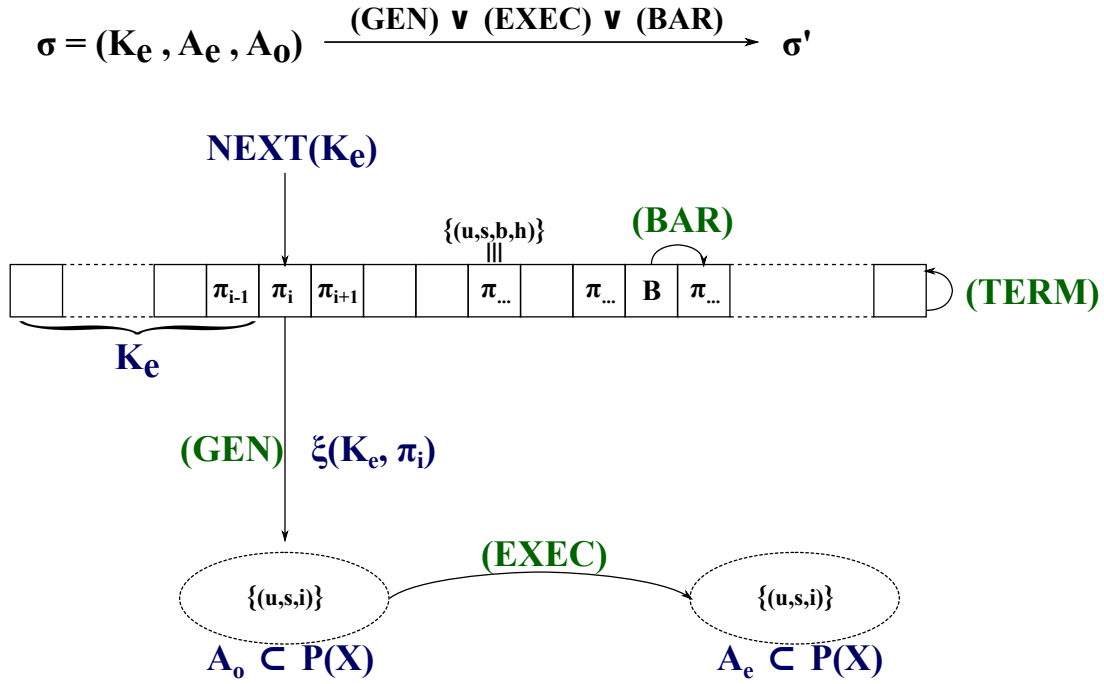 (GEN) ∨ (EXEC) ∨ (BAR)
σ = (Ke , Ae , Ao) σ'
NEXT(Ke)
{(u,s,b,h)}
(BAR)
πi-1 πi πi+1 π... π... B π...
(TERM)
Ke
(GEN) ξ(Ke, πi)
(EXEC)
{(u,s,i)} {(u,s,i)}
Ao ⊂ P(X) Ae ⊂ P(X)